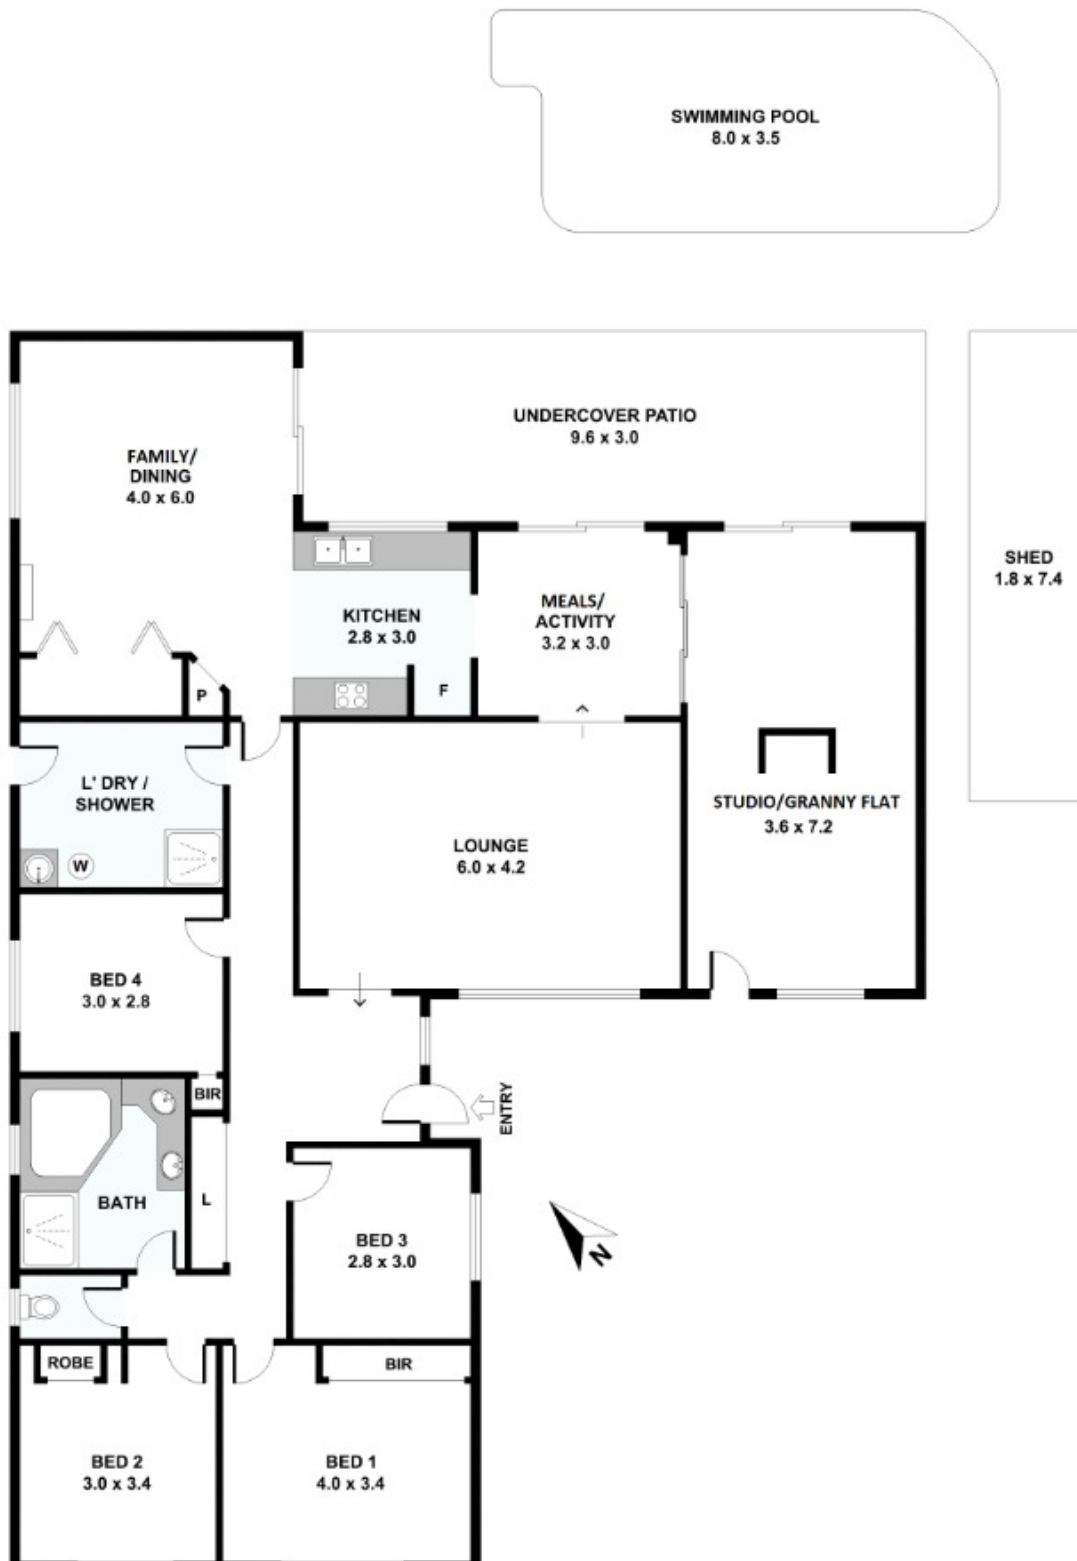 SWIMMING POOL
8.0 x 3.5
UNDERCOVER PATIO
9.6 x 3.0
FAMILY/
DINING
4.0 x 6.0
SHED
1.8 x 7.4
KITCHEN
2.8 x 3.0
MEALS/
ACTIVITY
3.2 x 3.0
P
F
L' DRY /
SHOWER
W
STUDIO/GRANNY FLAT
3.6 x 7.2
LOUNGE
6.0 x 4.2
BED 4
3.0 x 2.8
BIR
ENTRY
BATH
L
BED 3
2.8 x 3.0
N
ROBE
BIR
BED 2
3.0 x 3.4
BED 1
4.0 x 3.4